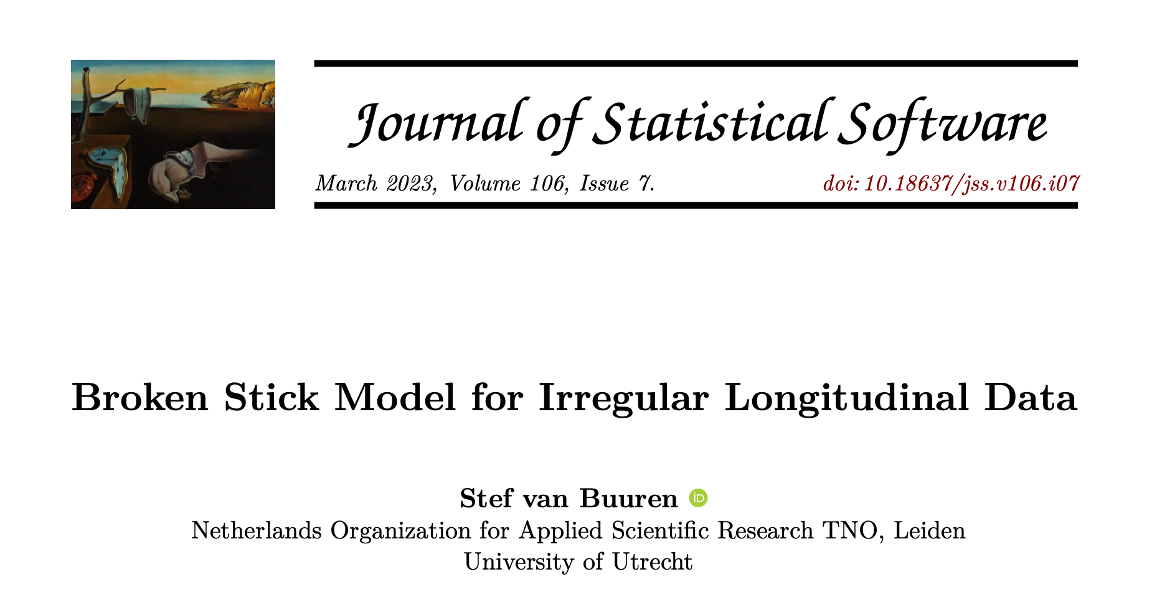 Journal of Statistical Software
March 2023, Volume 106, Issue 7.
doi: 10.18637/jss.v106.i07
Broken Stick Model for Irregular Longitudinal Data
Stef van Buuren iD
Netherlands Organization for Applied Scientific Research TNO, Leiden
University of Utrecht